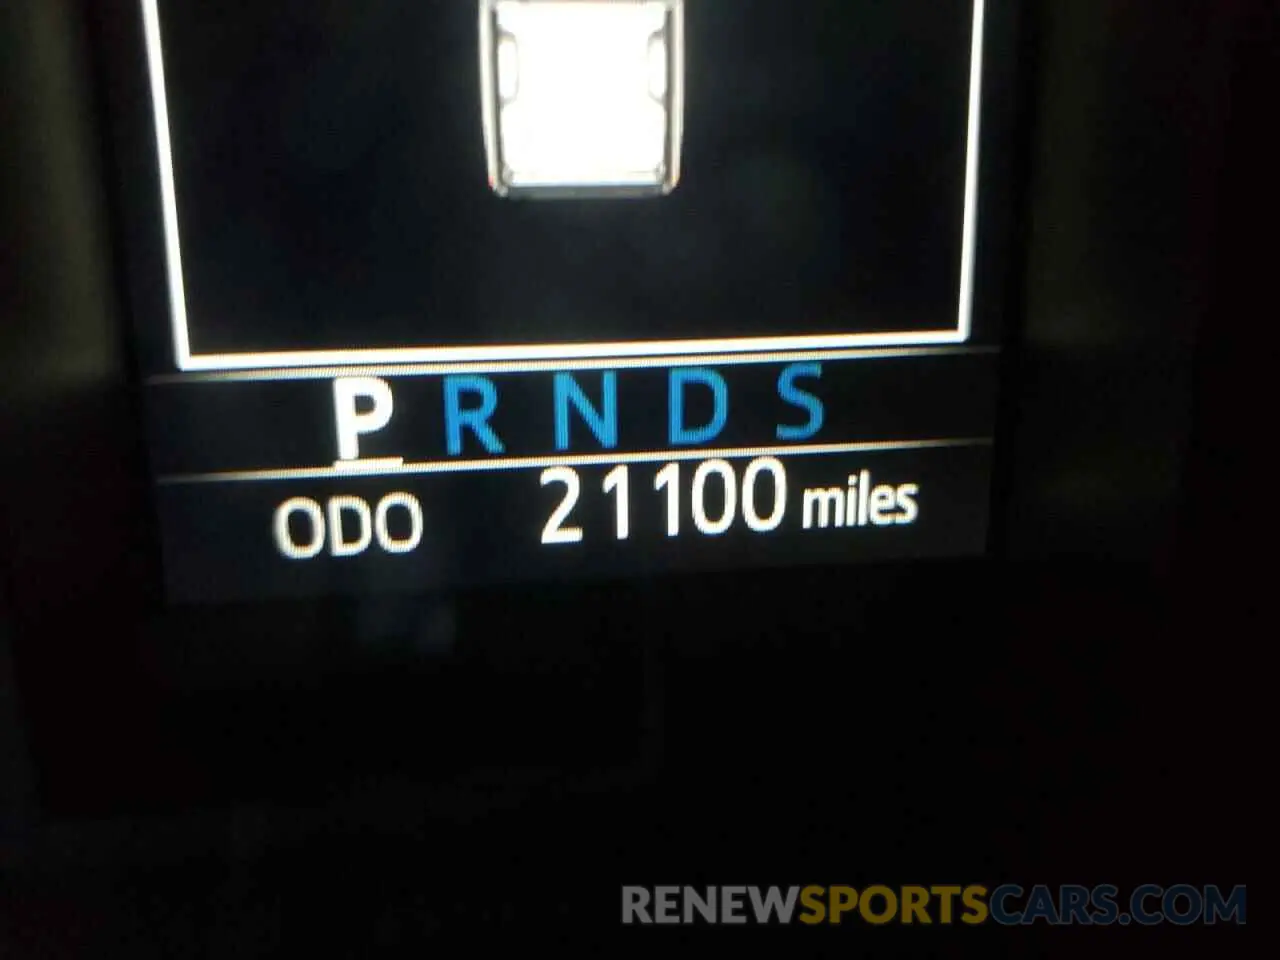 P R N D S
ODO 21100 miles
RENEWSPORTSCARS.COM